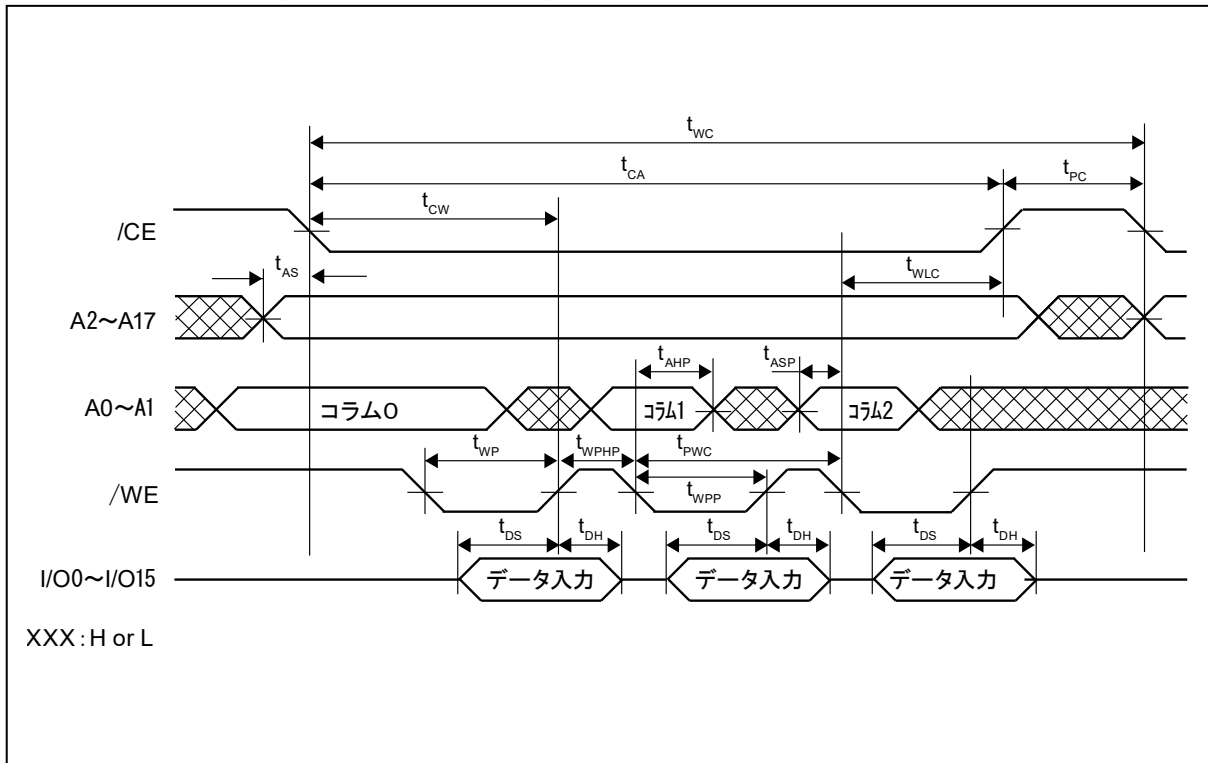 tWC
tCA
tPC
tCW
/CE
tAS
tWLC
A2～A17
tAHP
tASP
A0～A1
コラム0
コラム1
コラム2
tWP
tWPHP
tPWC
/WE
tWPP
tDS
tDH
tDS
tDH
tDS
tDH
I/O0～I/O15
データ入力
データ入力
データ入力
XXX : H or L